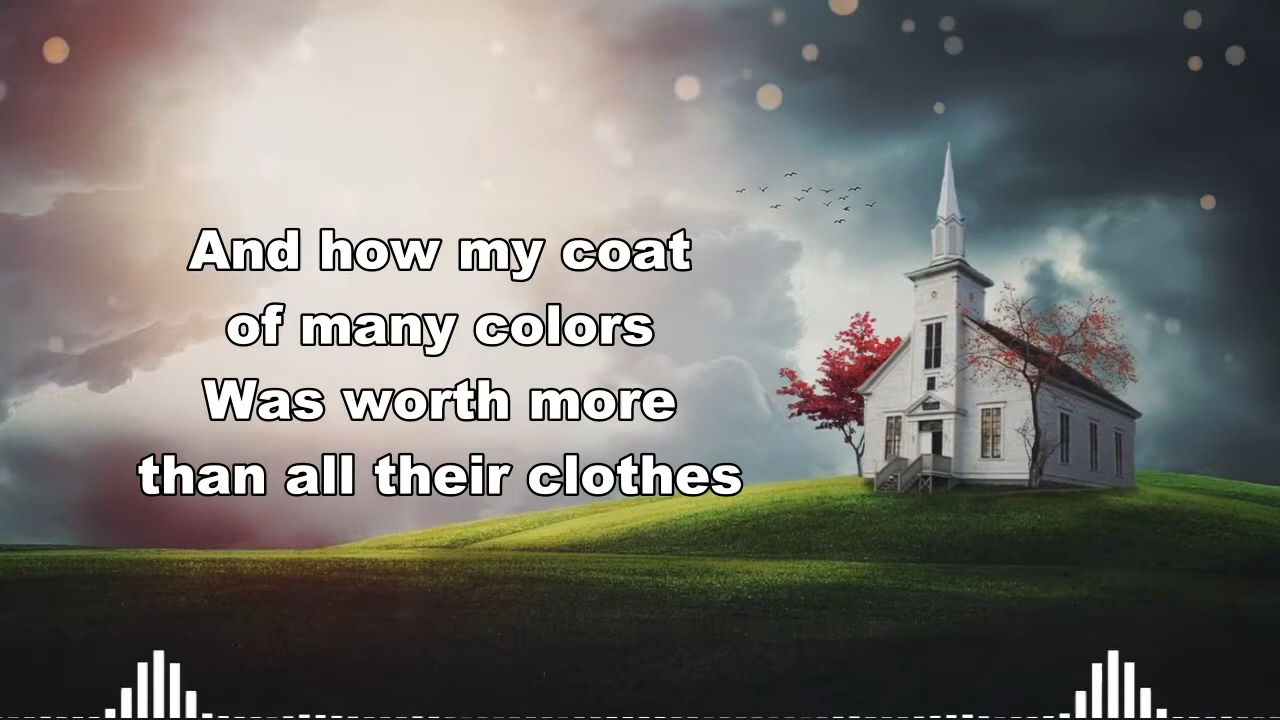 And how my coat
of many colors
Was worth more
than all their clothes